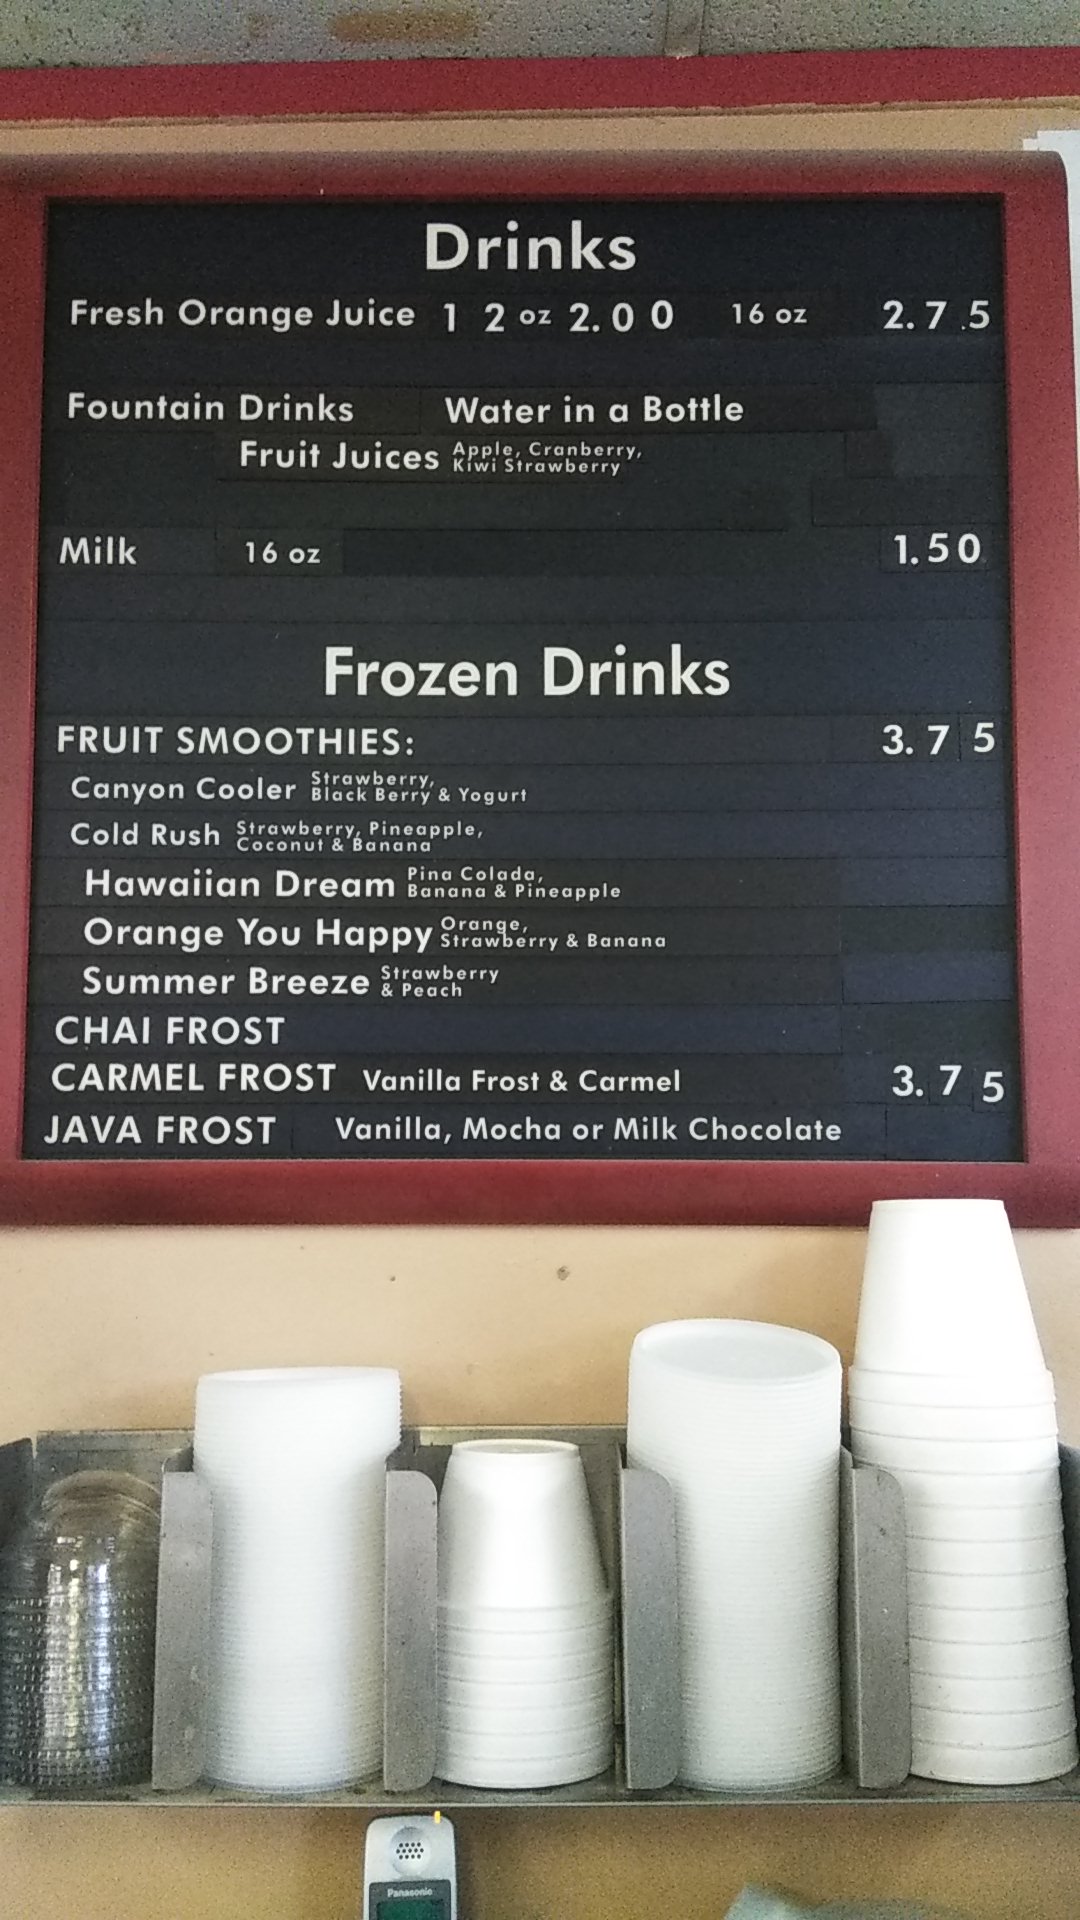 Drinks
Fresh Orange Juice 12 oz 2.00 16 oz 2.75
Fountain Drinks Water in a Bottle
Fruit Juices Apple, Cranberry,
Kiwi Strawberry
Milk 16 oz 1.50
Frozen Drinks
FRUIT SMOOTHIES: 3.75
Canyon Cooler Strawberry,
Black Berry & Yogurt
Cold Rush Strawberry, Pineapple,
Coconut & Banana
Hawaiian Dream Pina Colada,
Banana & Pineapple
Orange You Happy Orange,
Strawberry & Banana
Summer Breeze Strawberry
& Peach
CHAI FROST
CARMEL FROST Vanilla Frost & Carmel 3.75
JAVA FROST Vanilla, Mocha or Milk Chocolate
Panasonic